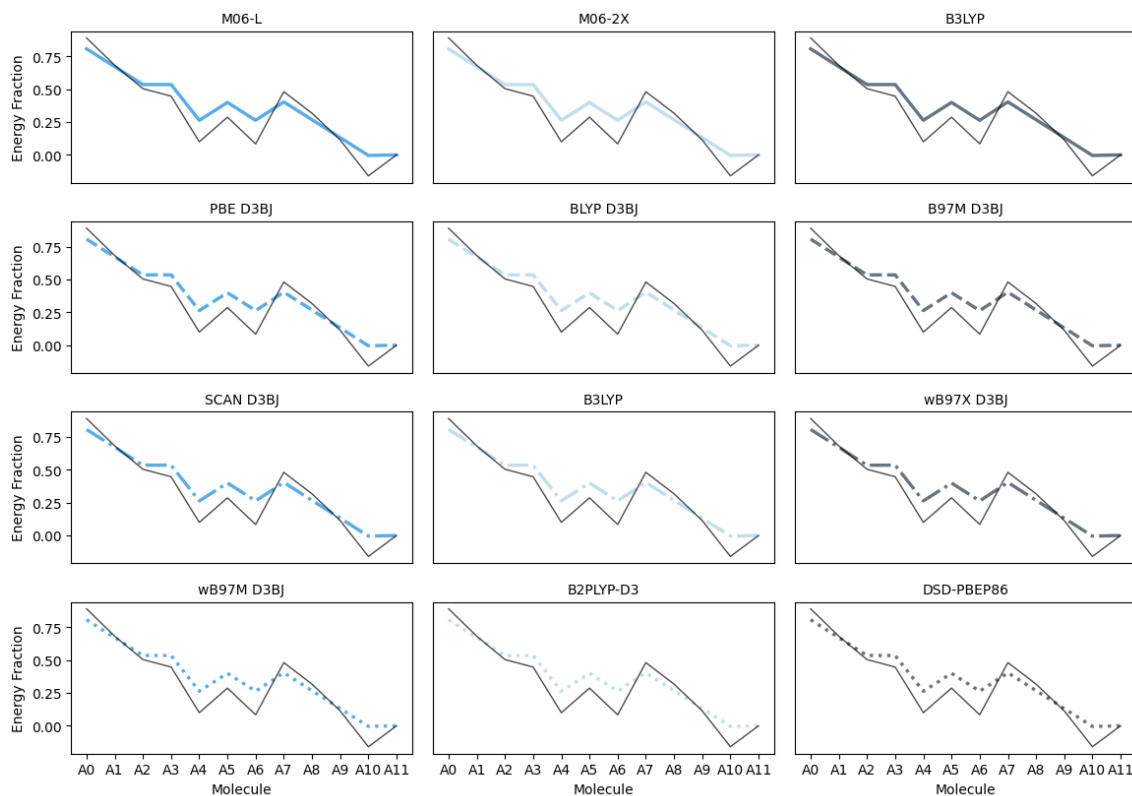 M06-L M06-2X B3LYP
Energy Fraction
0.75
0.50
0.25
0.00
PBE D3BJ BLYP D3BJ B97M D3BJ
Energy Fraction
0.75
0.50
0.25
0.00
SCAN D3BJ B3LYP wB97X D3BJ
Energy Fraction
0.75
0.50
0.25
0.00
wB97M D3BJ B2PLYP-D3 DSD-PBEP86
Energy Fraction
0.75
0.50
0.25
0.00
A0 A1 A2 A3 A4 A5 A6 A7 A8 A9 A10 A11 A0 A1 A2 A3 A4 A5 A6 A7 A8 A9 A10 A11 A0 A1 A2 A3 A4 A5 A6 A7 A8 A9 A10 A11
Molecule Molecule Molecule